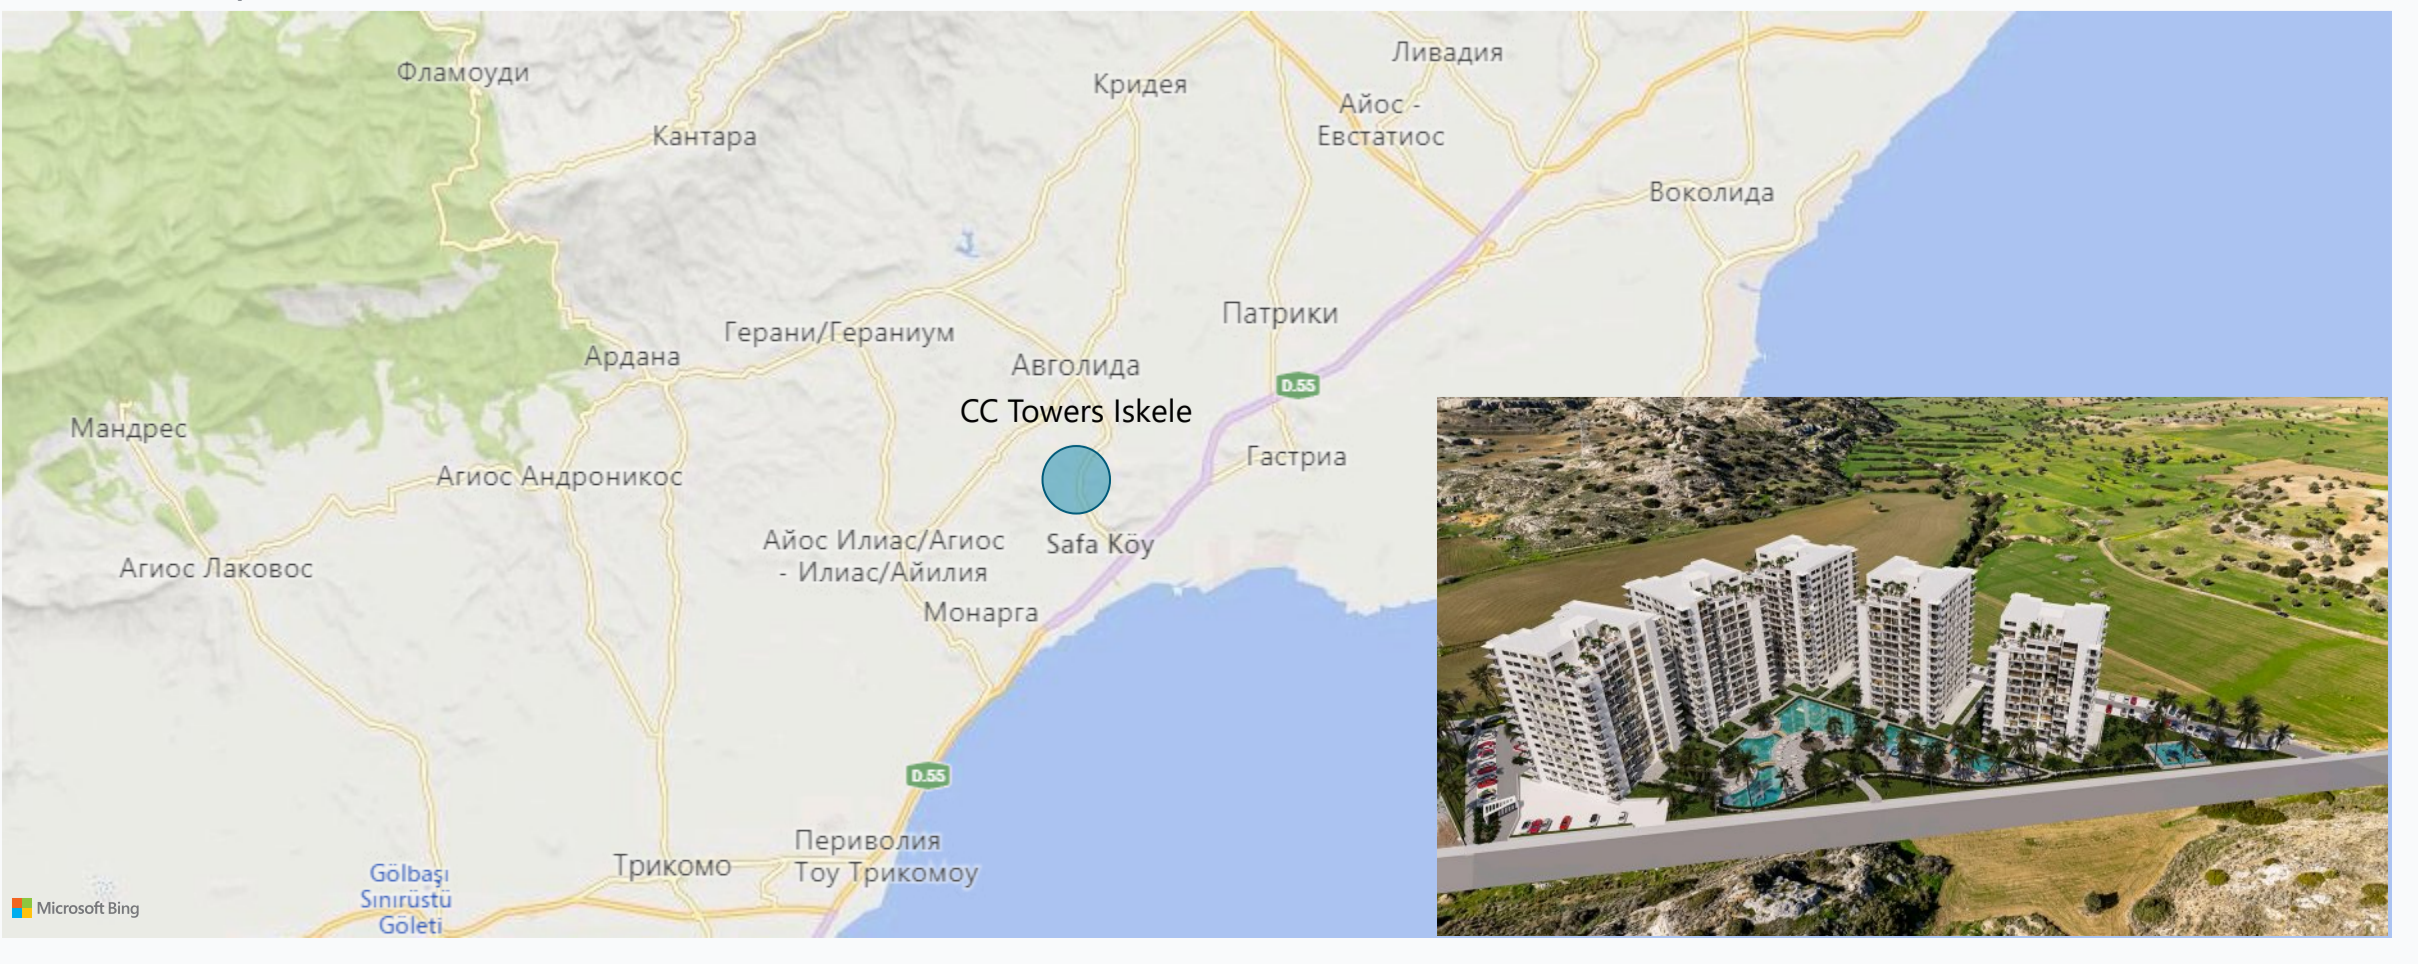 Ливадия
Фламоуди
Кридея
Айос -
Евстатиос
Кантара
Воколида
Патрики
Герани/Гераниум
Ардана
Авголида
D.55
CC Towers Iskele
Мандрес
Гастриа
Агиос Андроникос
Айос Илиас/Агиос
- Илиас/Айилия
Safa Köy
Агиос Лаковос
Монарга
D.55
Периволия
Тоу Трикомоу
Трикомо
Gölbaşı
Sınırüstü
Göleti
Microsoft Bing